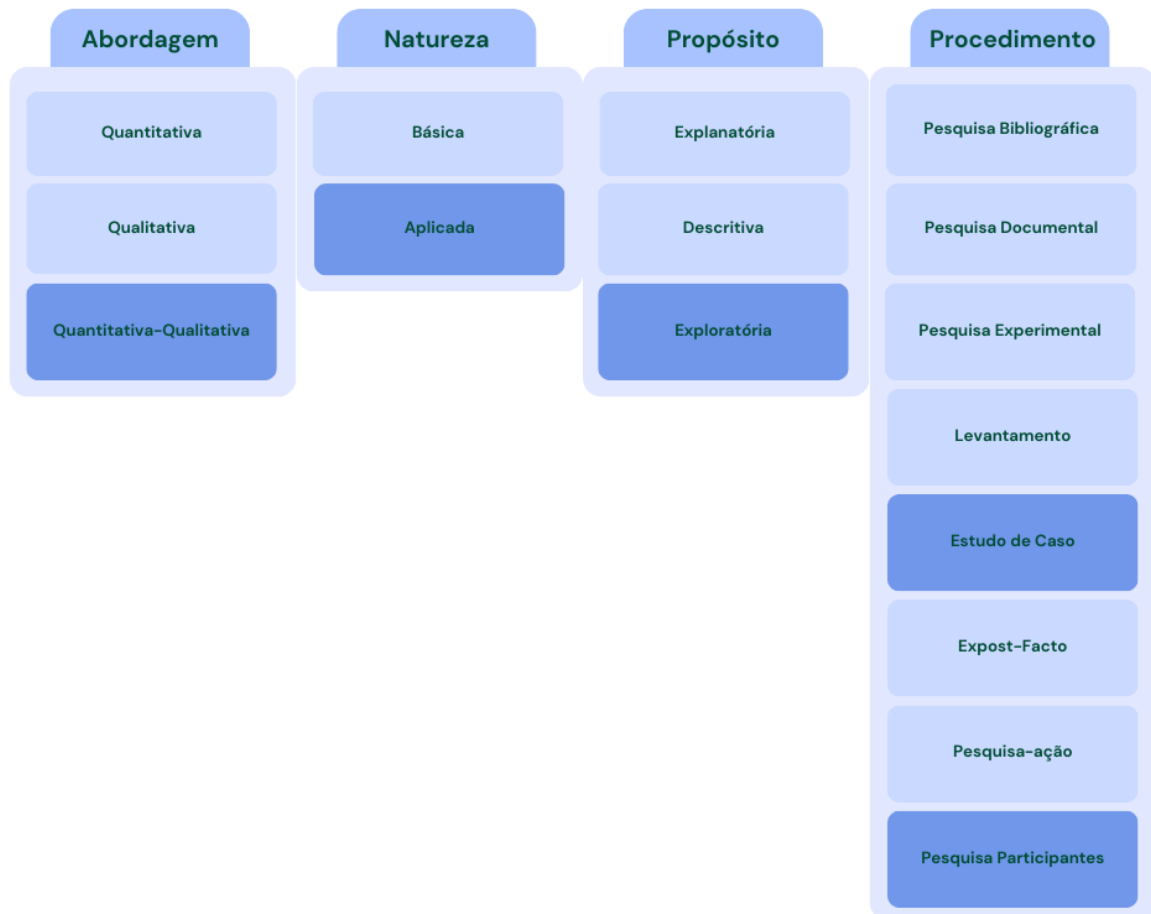 Abordagem
Quantitativa
Qualitativa
Quantitativa-Qualitativa
Natureza
Básica
Aplicada
Propósito
Explanatória
Descritiva
Exploratória
Procedimento
Pesquisa Bibliográfica
Pesquisa Documental
Pesquisa Experimental
Levantamento
Estudo de Caso
Expost-Facto
Pesquisa-ação
Pesquisa Participantes